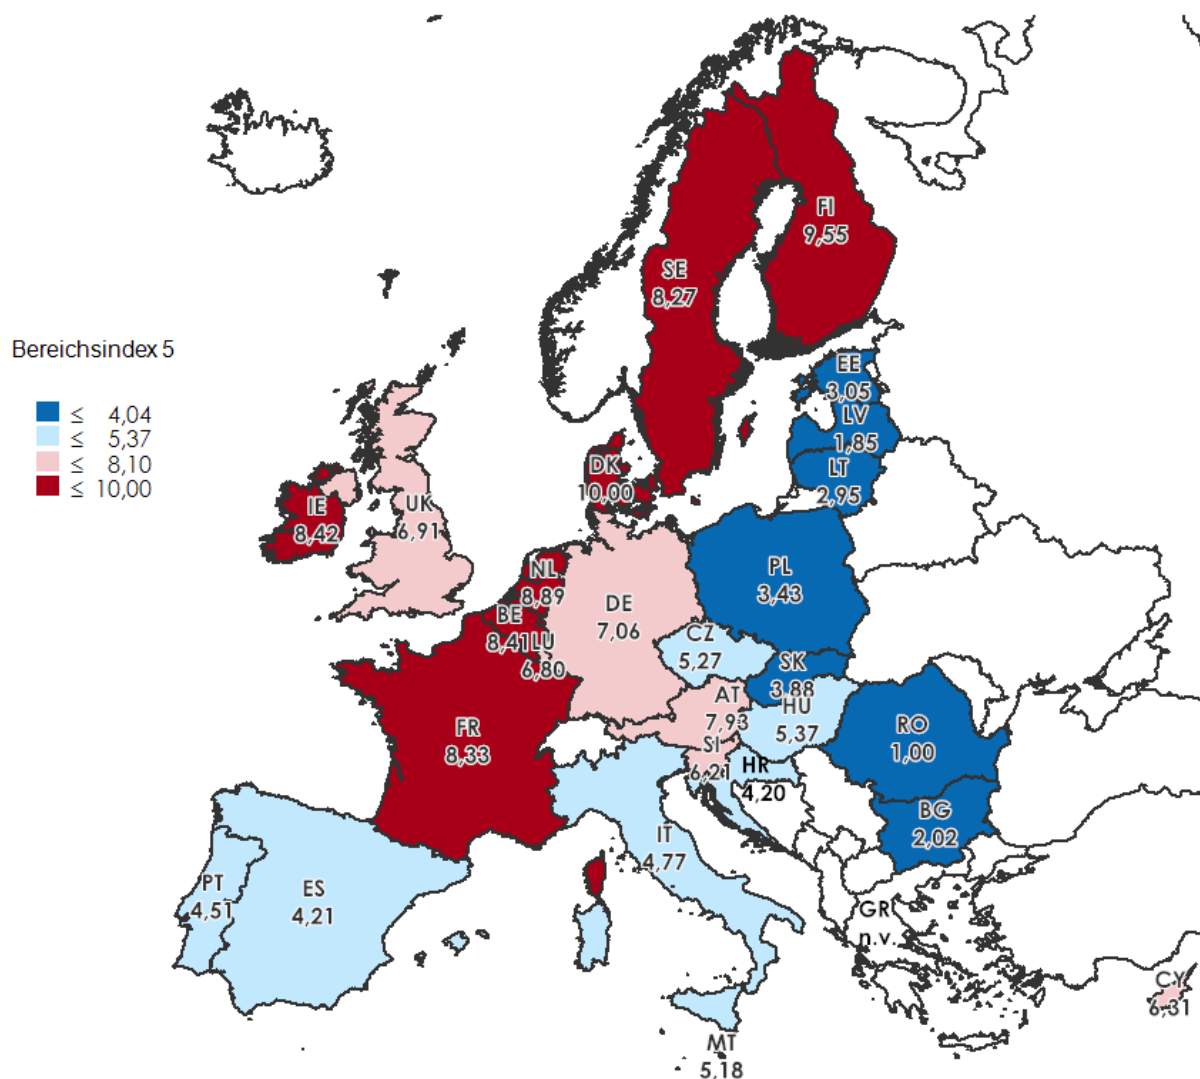 FI
9,55
SE
8,27
Bereichsindex 5
≤ 4,04
≤ 5,37
≤ 8,10
≤ 10,00
EE
3,05
LV
1,85
LT
2,95
DK
10,00
IE
8,42
UK
6,91
NL
8,89
BE
8,41
LU
6,80
DE
7,06
PL
3,43
CZ
5,27
SK
3,88
AT
7,93
HU
5,37
SI
6,21
HR
4,20
RO
1,00
BG
2,02
FR
8,33
IT
4,77
PT
4,51
ES
4,21
GR
n.v.
CY
6,31
MT
5,18